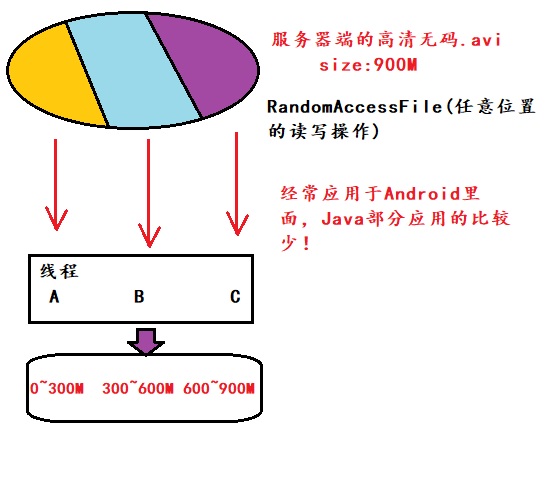 服务器端的高清无码.avi
size:900M
RandomAccessFile(任意位置
的读写操作)
经常应用于Android里
面，Java部分应用的比较
少！
线程
A B C
0~300M 300~600M 600~900M